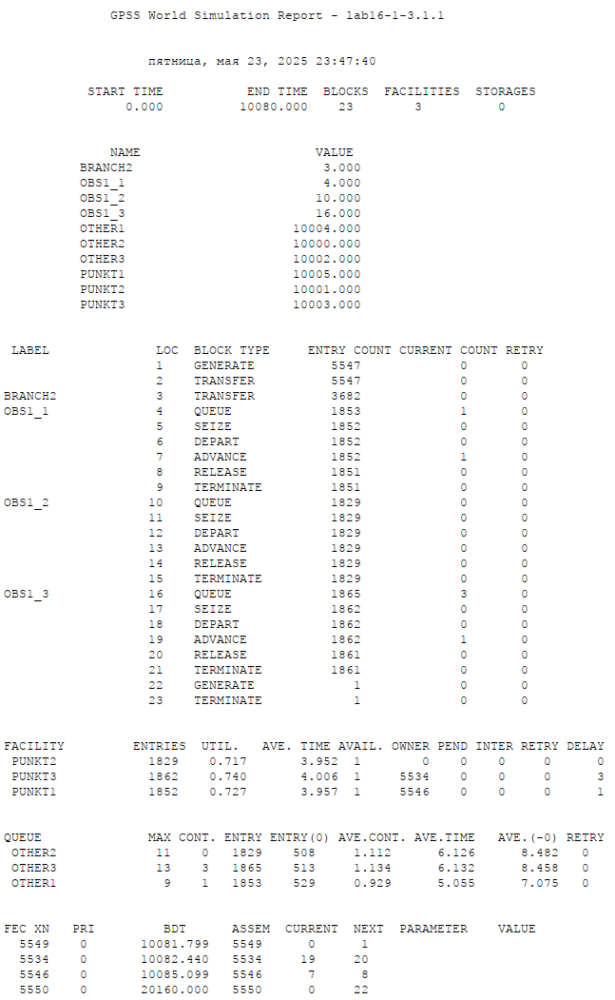 GPSS World Simulation Report - lab16-1-3.1.1
пятница, мая 23, 2025 23:47:40
START TIME END TIME BLOCKS FACILITIES STORAGES
0.000 10080.000 23 3 0
NAME VALUE
BRANCH2 3.000
OBS1_1 4.000
OBS1_2 10.000
OBS1_3 16.000
OTHER1 10004.000
OTHER2 10000.000
OTHER3 10002.000
PUNKT1 10005.000
PUNKT2 10001.000
PUNKT3 10003.000
LABEL LOC BLOCK TYPE ENTRY COUNT CURRENT COUNT RETRY
1 GENERATE 5547 0 0
2 TRANSFER 5547 0 0
BRANCH2 3 TRANSFER 3682 0 0
OBS1_1 4 QUEUE 1853 1 0
5 SEIZE 1852 0 0
6 DEPART 1852 0 0
7 ADVANCE 1852 1 0
8 RELEASE 1851 0 0
9 TERMINATE 1851 0 0
OBS1_2 10 QUEUE 1829 0 0
11 SEIZE 1829 0 0
12 DEPART 1829 0 0
13 ADVANCE 1829 0 0
14 RELEASE 1829 0 0
15 TERMINATE 1829 0 0
OBS1_3 16 QUEUE 1865 3 0
17 SEIZE 1862 0 0
18 DEPART 1862 0 0
19 ADVANCE 1862 1 0
20 RELEASE 1861 0 0
21 TERMINATE 1861 0 0
22 GENERATE 1 0 0
23 TERMINATE 1 0 0
FACILITY ENTRIES UTIL. AVE. TIME AVAIL. OWNER PEND INTER RETRY DELAY
PUNKT2 1829 0.717 3.952 1 0 0 0 0 0
PUNKT3 1862 0.740 4.006 1 5534 0 0 0 3
PUNKT1 1852 0.727 3.957 1 5546 0 0 0 1
QUEUE MAX CONT. ENTRY ENTRY(0) AVE.CONT. AVE.TIME AVE.(-0) RETRY
OTHER2 11 0 1829 508 1.112 6.126 8.482 0
OTHER3 13 3 1865 513 1.134 6.132 8.458 0
OTHER1 9 1 1853 529 0.929 5.055 7.075 0
FEC XN PRI BDT ASSEM CURRENT NEXT PARAMETER VALUE
5549 0 10081.799 5549 0 1
5534 0 10082.440 5534 19 20
5546 0 10085.099 5546 7 8
5550 0 20160.000 5550 0 22